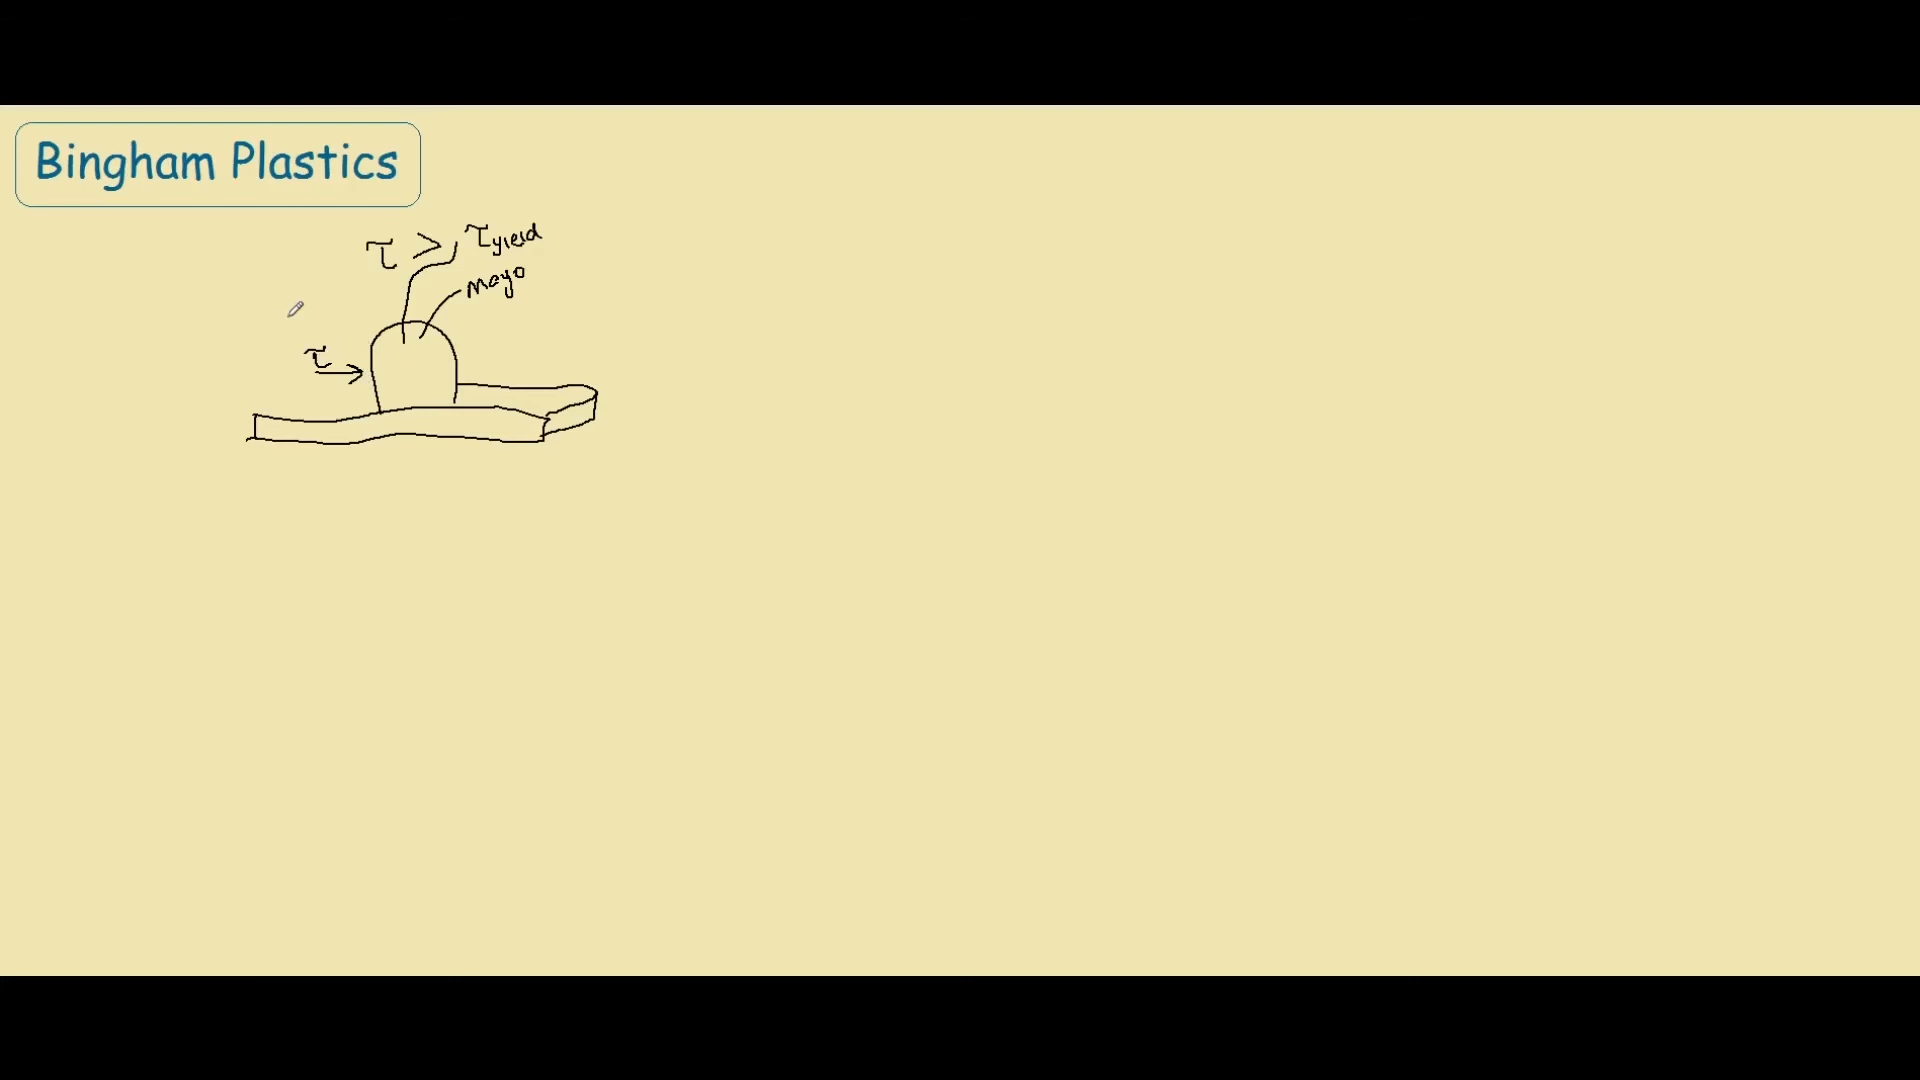 Bingham Plastics
τ > τyield
mayo
τ